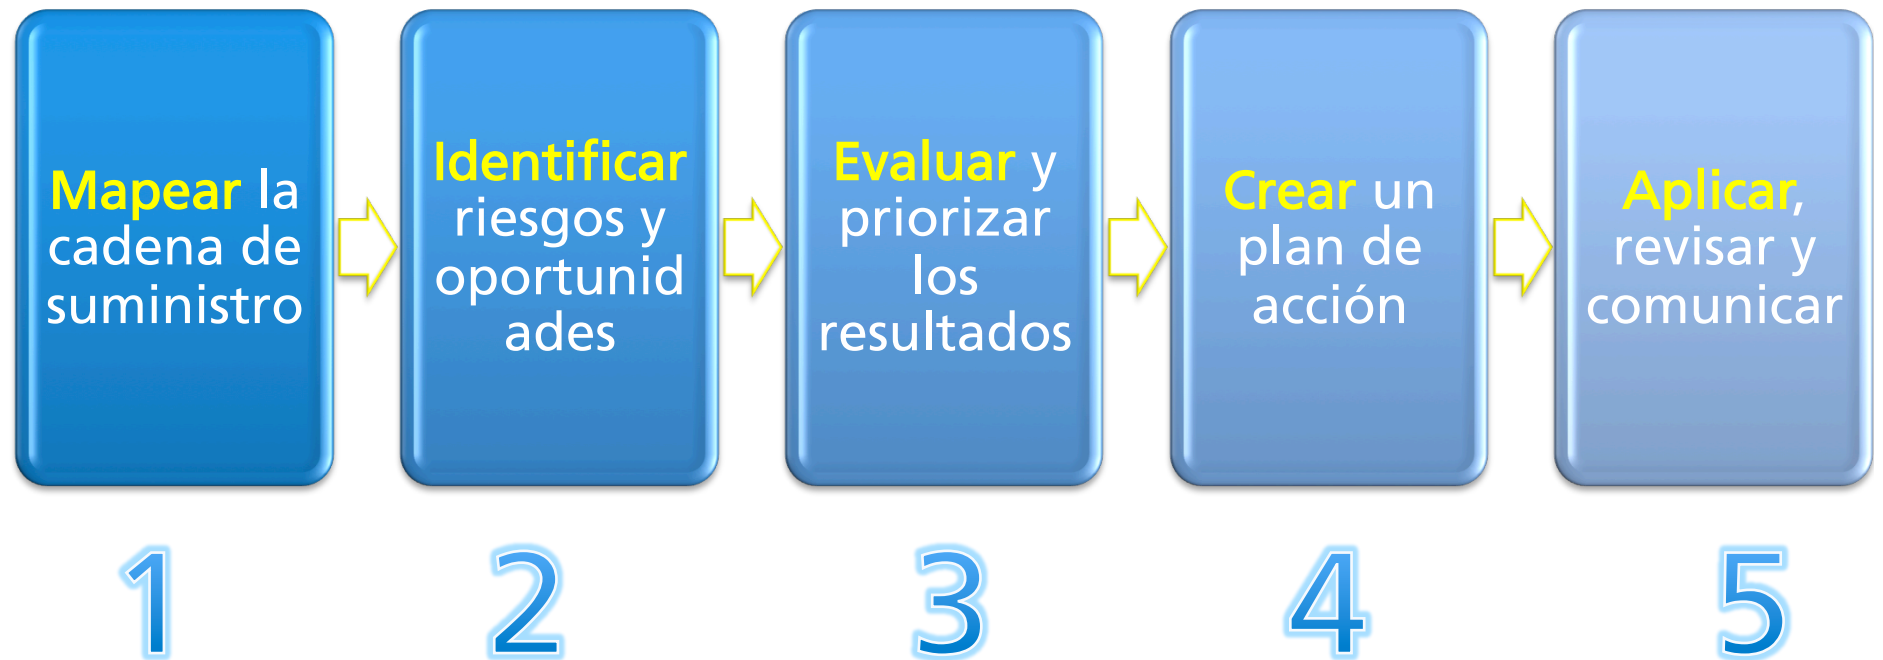 Mapear la
cadena de
suministro
Identificar
riesgos y
oportunid
ades
Evaluar y
priorizar
los
resultados
Crear un
plan de
acción
Aplicar,
revisar y
comunicar
1
2
3
4
5